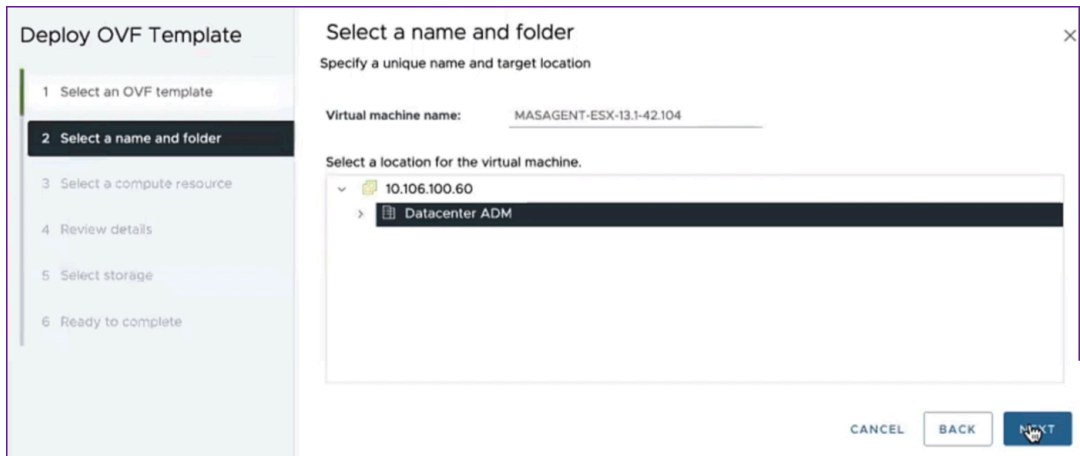 Deploy OVF Template
1 Select an OVF template
2 Select a name and folder
3 Select a compute resource
4 Review details
5 Select storage
6 Ready to complete
Select a name and folder
Specify a unique name and target location
Virtual machine name: MASAGENT-ESX-13.1-42.104
Select a location for the virtual machine.
10.106.100.60
Datacenter ADM
CANCEL BACK NEXT